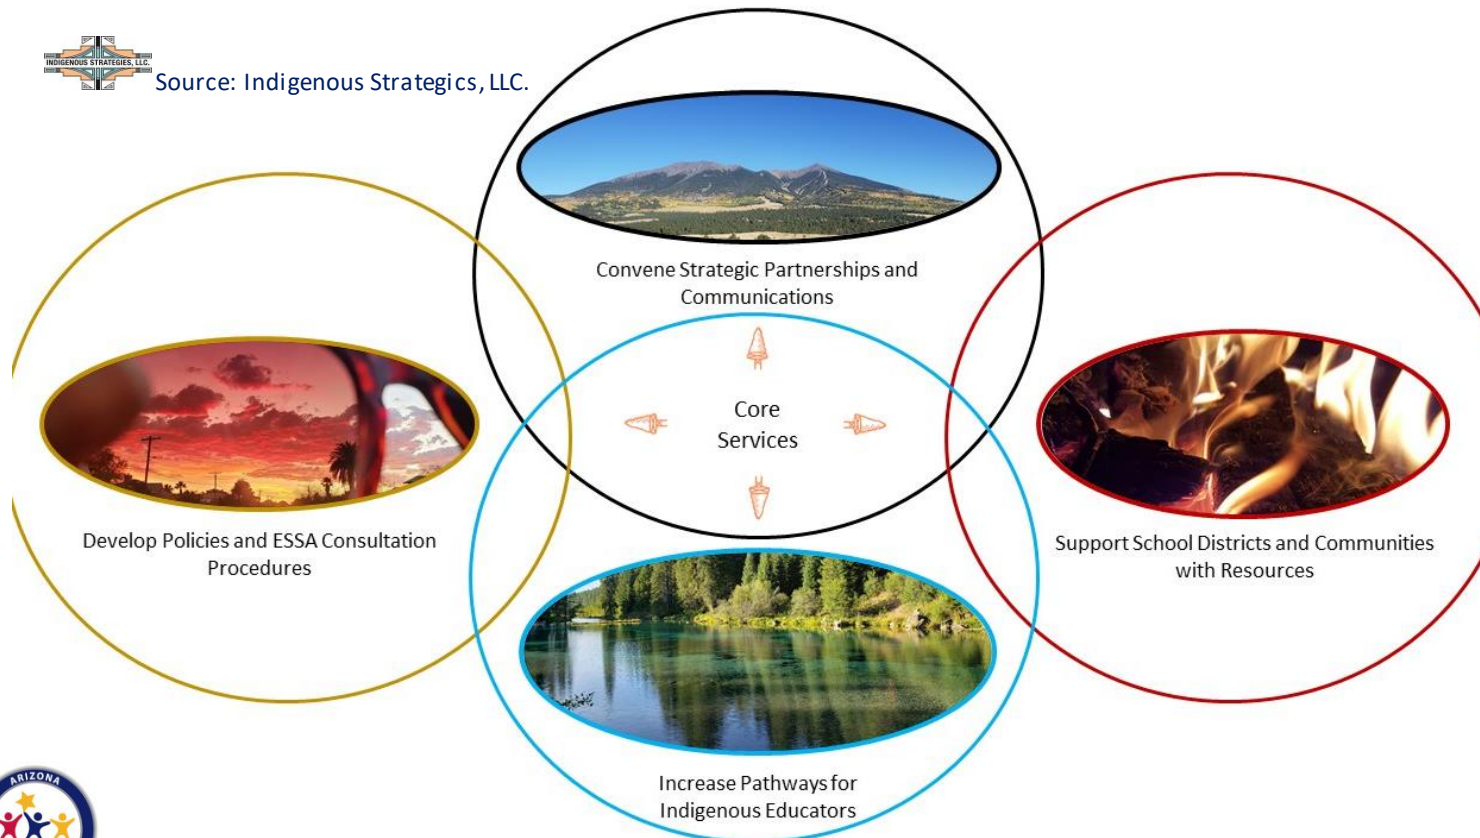 INDIGENOUS STRATEGIES, LLC.
Source: Indigenous Strategics, LLC.
Convene Strategic Partnerships and
Communications
Core
Services
Develop Policies and ESSA Consultation
Procedures
Support School Districts and Communities
with Resources
Increase Pathways for
Indigenous Educators
ARIZONA